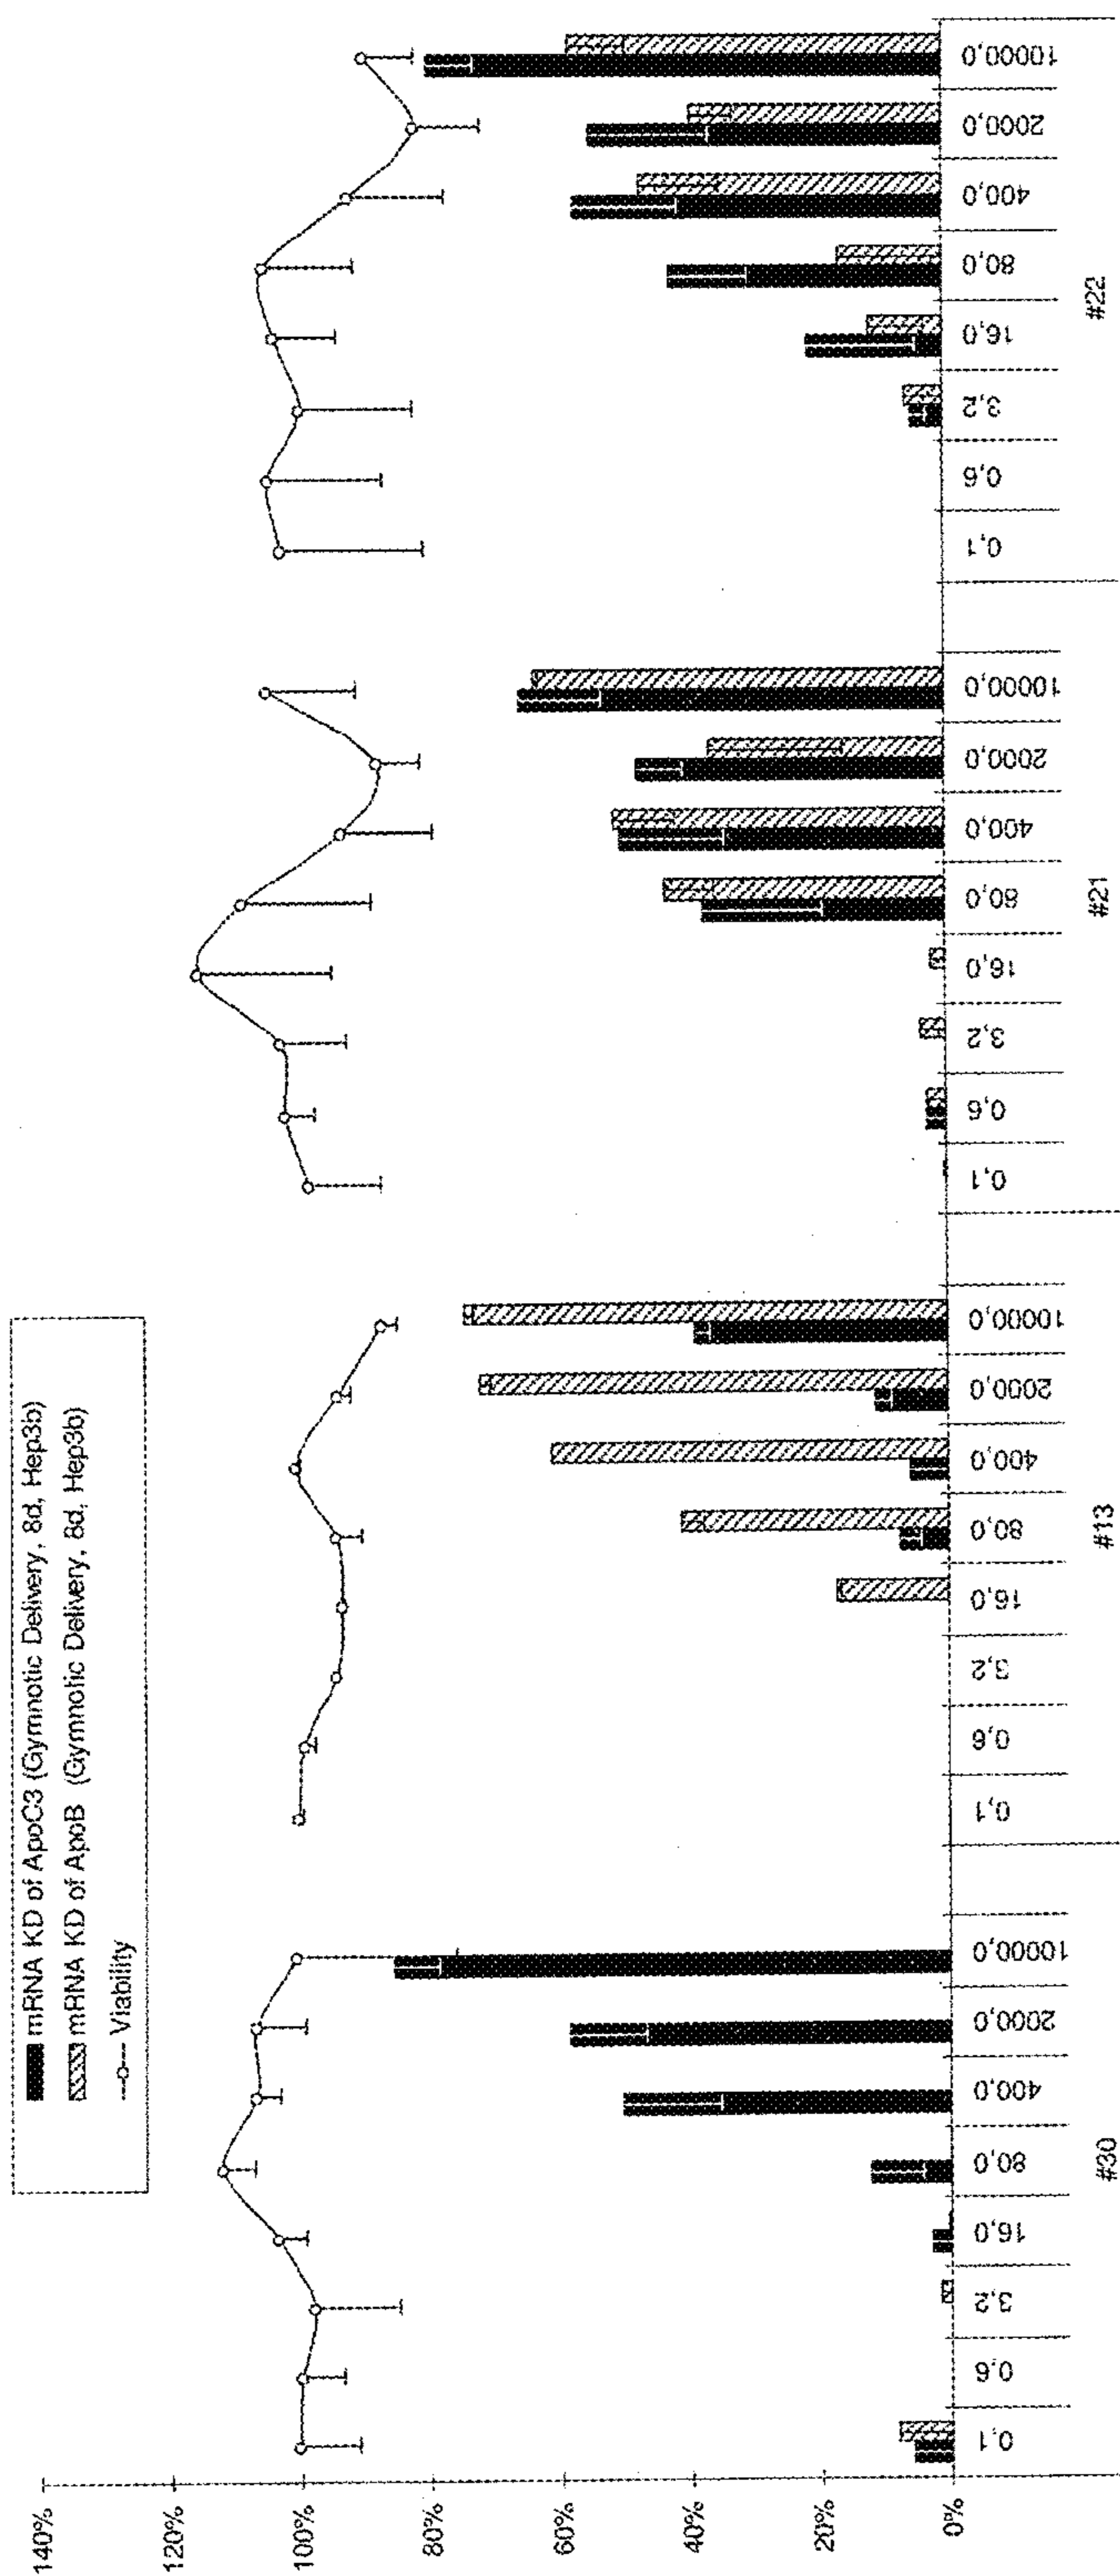 mRNA KD of ApoC3 (Gymnotic Delivery, 8d, Hep3b)
mRNA KD of ApoB (Gymnotic Delivery, 8d, Hep3b)
Viability
140%
120%
100%
80%
60%
40%
20%
0%
0,1 0,6 3,2 16,0 80,0 400,0 2000,0 10000,0
0,1 0,6 3,2 16,0 80,0 400,0 2000,0 10000,0
0,1 0,6 3,2 16,0 80,0 400,0 2000,0 10000,0
0,1 0,6 3,2 16,0 80,0 400,0 2000,0 10000,0
#30 #13 #21 #22